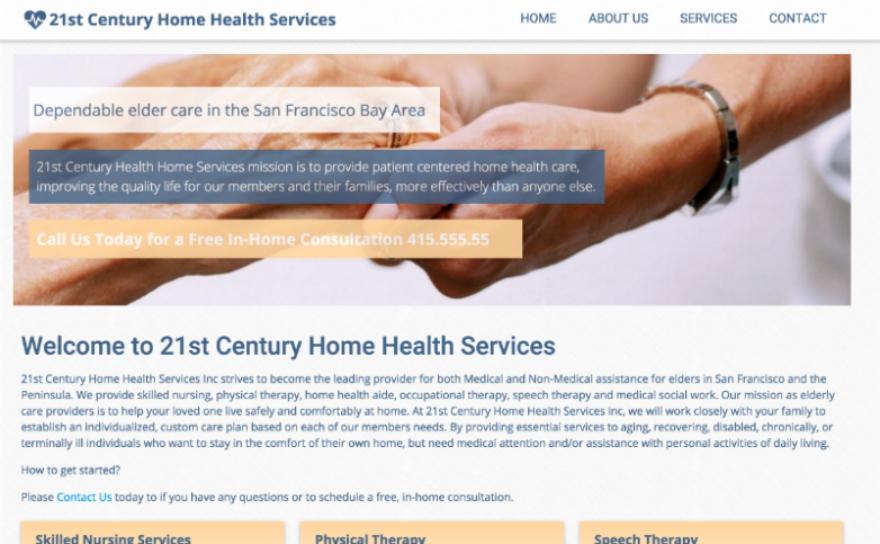 21st Century Home Health Services
HOME ABOUT US SERVICES CONTACT
Dependable elder care in the San Francisco Bay Area
21st Century Health Home Services mission is to provide patient centered home health care,
improving the quality life for our members and their families, more effectively than anyone else.
Call Us Today for a Free In-Home Consultation 415.555.55
Welcome to 21st Century Home Health Services
21st Century Home Health Services Inc strives to become the leading provider for both Medical and Non-Medical assistance for elders in San Francisco and the
Peninsula. We provide skilled nursing, physical therapy, home health aide, occupational therapy, speech therapy and medical social work. Our mission as elderly
care providers is to help your loved one live safely and comfortably at home. At 21st Century Home Health Services Inc, we will work closely with your family to
establish an individualized, custom care plan based on each of our members needs. By providing essential services to aging, recovering, disabled, chronically, or
terminally ill individuals who want to stay in the comfort of their own home, but need medical attention and/or assistance with personal activities of daily living.
How to get started?
Please Contact Us today to if you have any questions or to schedule a free, in-home consultation.
Skilled Nursing Services Physical Therapy Speech Therapy